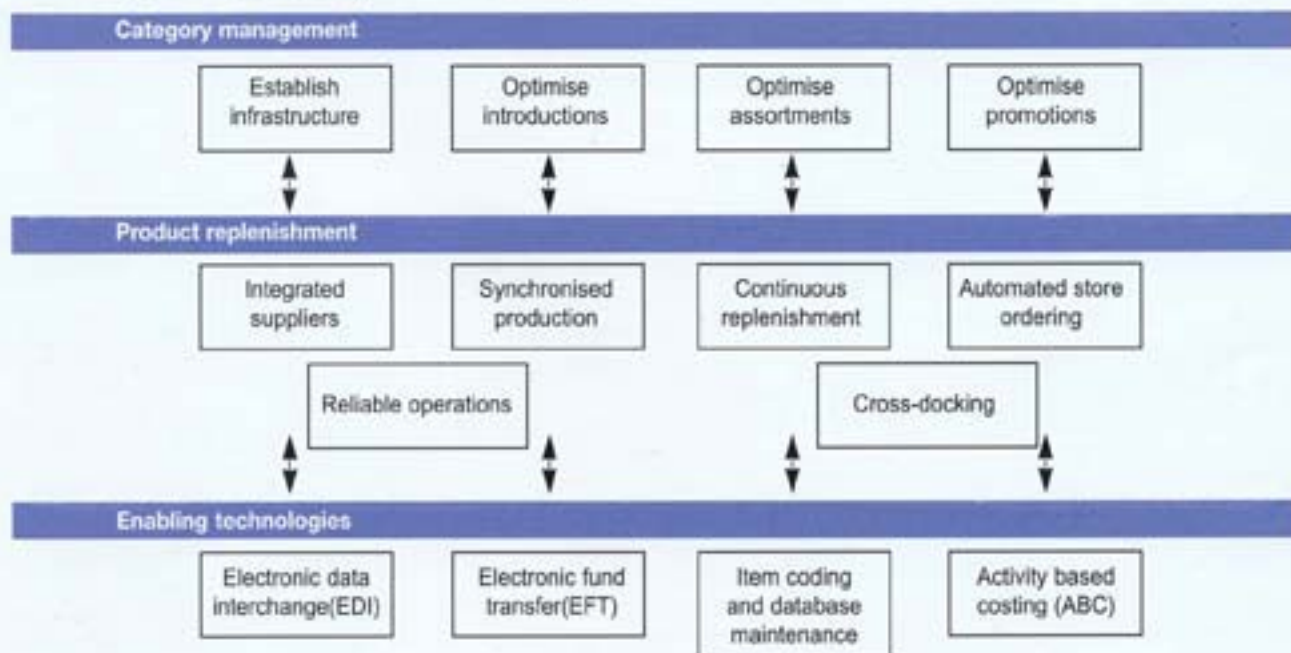 Category management
Establish
infrastructure
Optimise
introductions
Optimise
assortments
Optimise
promotions
Product replenishment
Integrated
suppliers
Synchronised
production
Continuous
replenishment
Automated store
ordering
Reliable operations
Cross-docking
Enabling technologies
Electronic data
interchange(EDI)
Electronic fund
transfer(EFT)
Item coding
and database
maintenance
Activity based
costing (ABC)